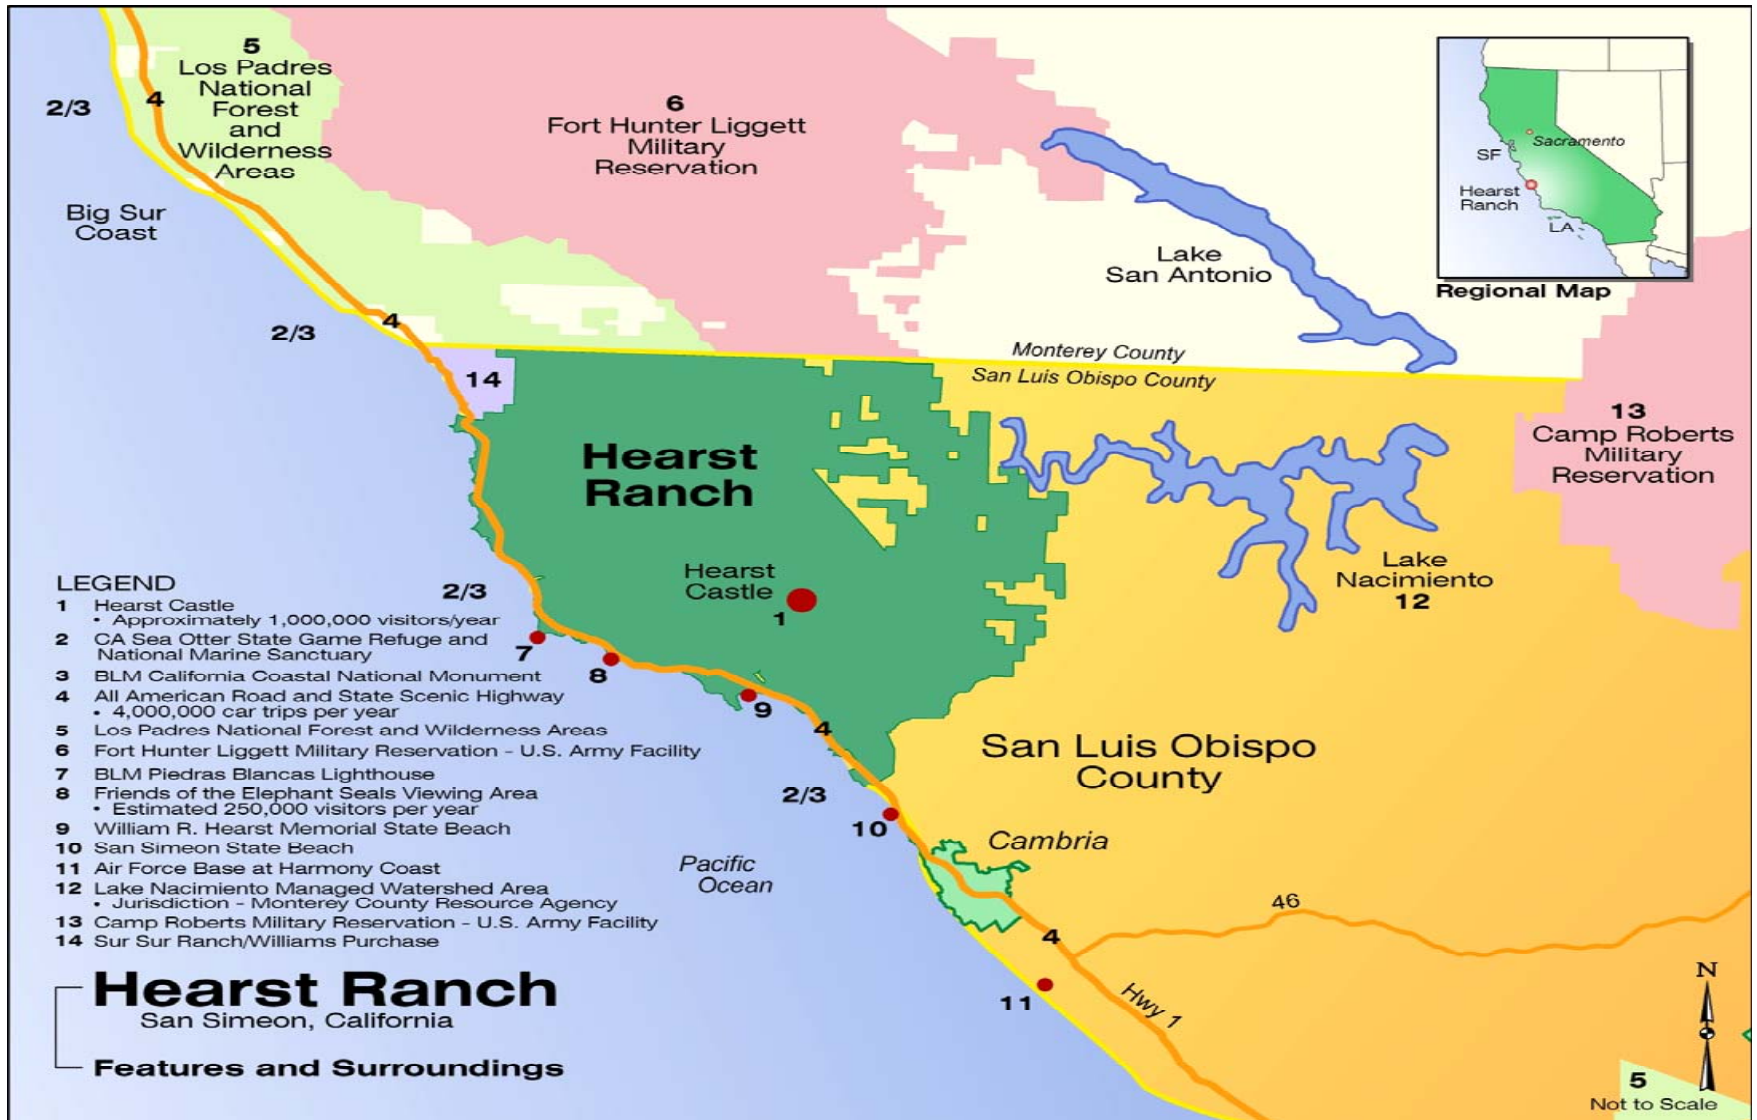 5
Los Padres
National
Forest
and
Wilderness
Areas
2/3
4
6
Fort Hunter Liggett
Military
Reservation
Big Sur
Coast
Lake
San Antonio
Sacramento
SF
Hearst
Ranch
LA
Regional Map
2/3
4
Monterey County
San Luis Obispo County
14
13
Camp Roberts
Military
Reservation
Hearst
Ranch
Hearst
Castle
1
Lake
Nacimiento
12
2/3
7
8
9
4
San Luis Obispo
County
2/3
10
Cambria
Pacific
Ocean
46
4
11
Hwy 1
N
5
Not to Scale
LEGEND
1 Hearst Castle
• Approximately 1,000,000 visitors/year
2 CA Sea Otter State Game Refuge and
National Marine Sanctuary
3 BLM California Coastal National Monument
4 All American Road and State Scenic Highway
• 4,000,000 car trips per year
5 Los Padres National Forest and Wilderness Areas
6 Fort Hunter Liggett Military Reservation - U.S. Army Facility
7 BLM Piedras Blancas Lighthouse
8 Friends of the Elephant Seals Viewing Area
• Estimated 250,000 visitors per year
9 William R. Hearst Memorial State Beach
10 San Simeon State Beach
11 Air Force Base at Harmony Coast
12 Lake Nacimiento Managed Watershed Area
• Jurisdiction - Monterey County Resource Agency
13 Camp Roberts Military Reservation - U.S. Army Facility
14 Sur Sur Ranch/Williams Purchase
Hearst Ranch
San Simeon, California
Features and Surroundings